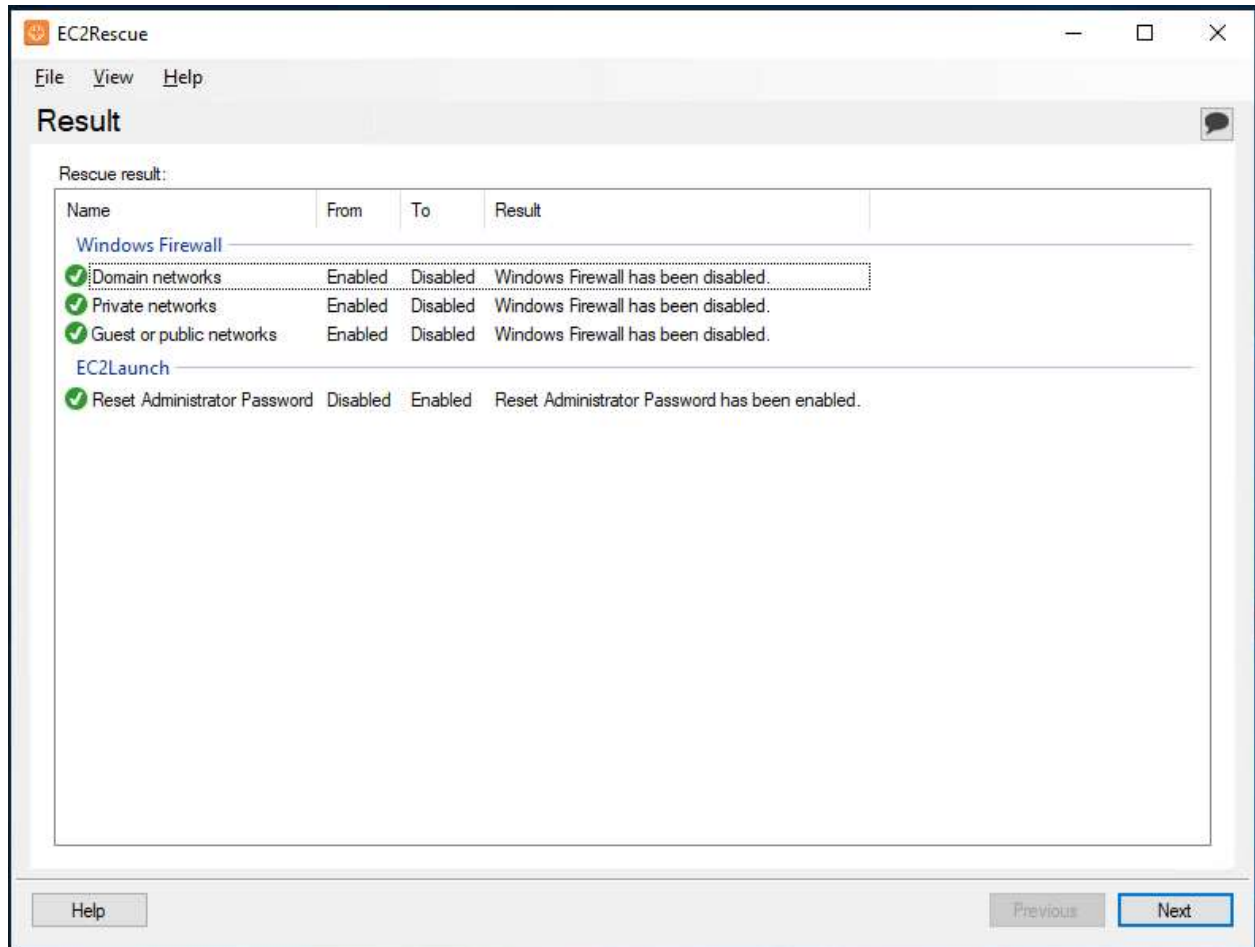 EC2Rescue
File View Help
Result
Rescue result:
Name From To Result
Windows Firewall
Domain networks Enabled Disabled Windows Firewall has been disabled.
Private networks Enabled Disabled Windows Firewall has been disabled.
Guest or public networks Enabled Disabled Windows Firewall has been disabled.
EC2Launch
Reset Administrator Password Disabled Enabled Reset Administrator Password has been enabled.
Help Previous Next